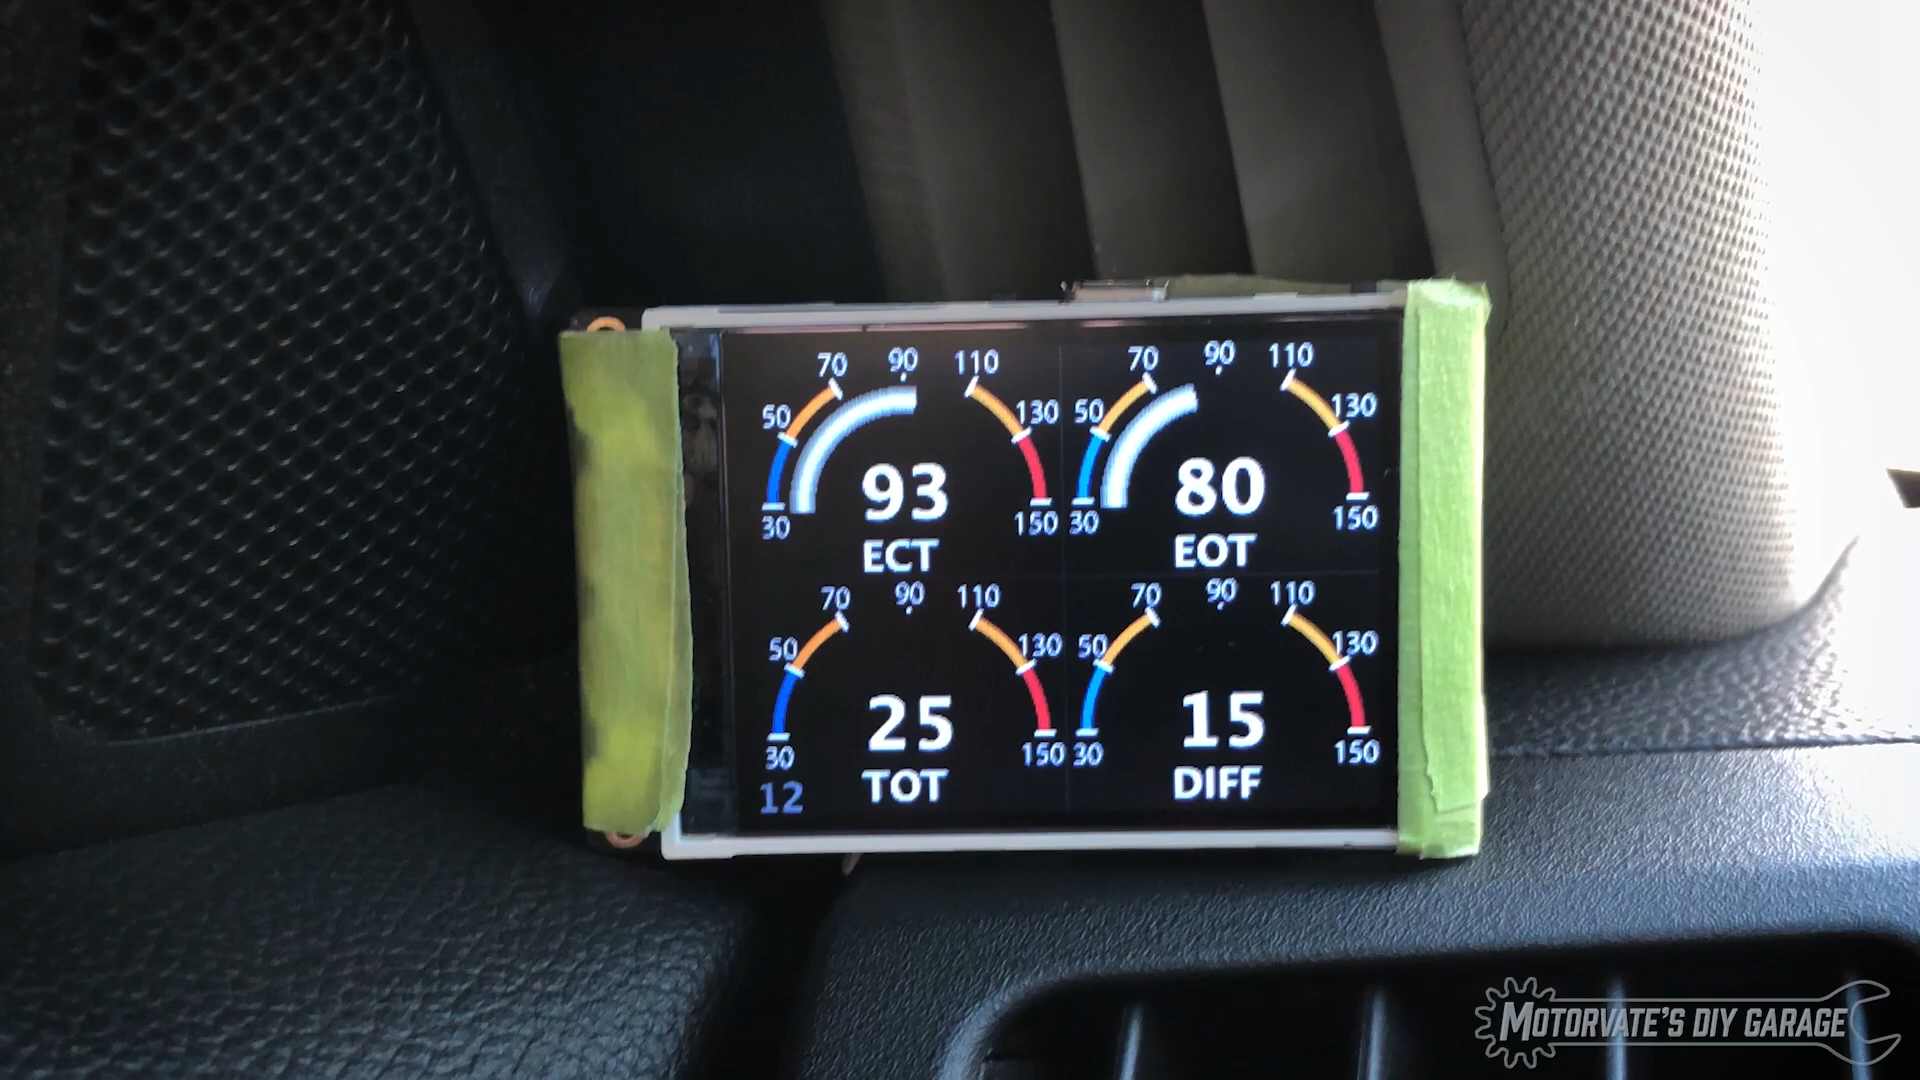 70 90 110 70 90 110
50 130 50 130
93 80
30 150 30 150
ECT EOT
70 90 110 70 90 110
50 130 50 130
25 15
30 150 30 150
12 TOT DIFF
MOTORVATE'S DIY GARAGE